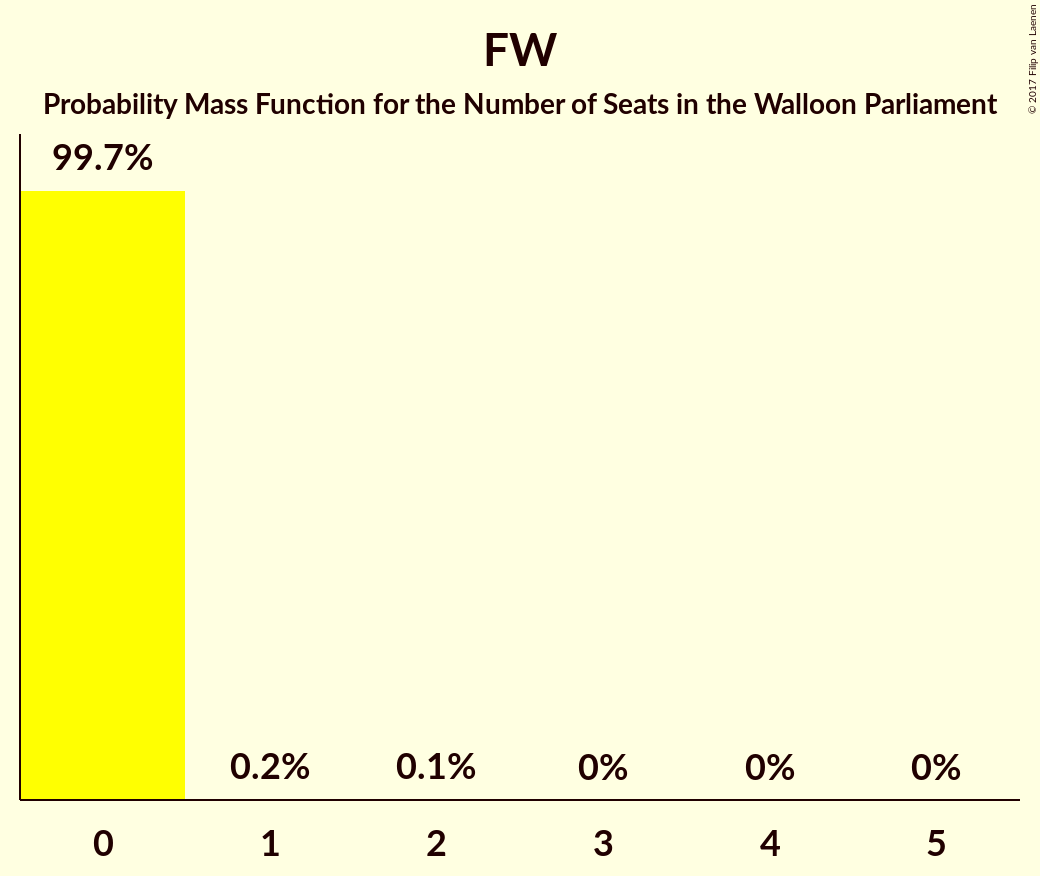 FW
Probability Mass Function for the Number of Seats in the Walloon Parliament
© 2017 Filip van Laenen
99.7%
0.2% 0.1% 0% 0% 0%
0 1 2 3 4 5